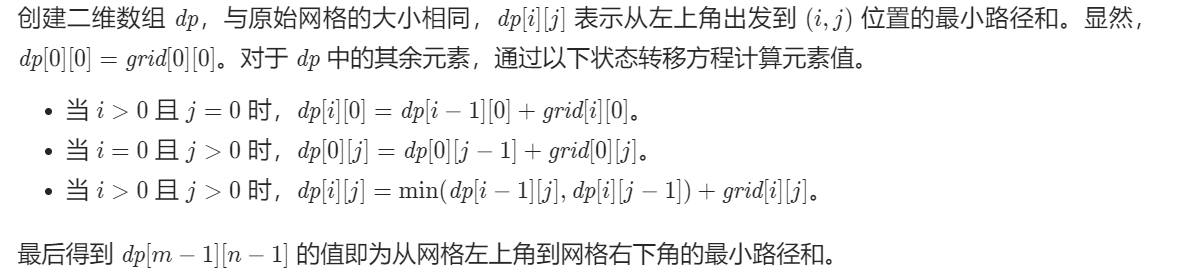 创建二维数组 dp，与原始网格的大小相同，dp[i][j] 表示从左上角出发到 (i, j) 位置的最小路径和。显然，
dp[0][0] = grid[0][0]。对于 dp 中的其余元素，通过以下状态转移方程计算元素值。
• 当 i > 0 且 j = 0 时，dp[i][0] = dp[i − 1][0] + grid[i][0]。
• 当 i = 0 且 j > 0 时，dp[0][j] = dp[0][j − 1] + grid[0][j]。
• 当 i > 0 且 j > 0 时，dp[i][j] = min(dp[i − 1][j], dp[i][j − 1]) + grid[i][j]。
最后得到 dp[m − 1][n − 1] 的值即为从网格左上角到网格右下角的最小路径和。